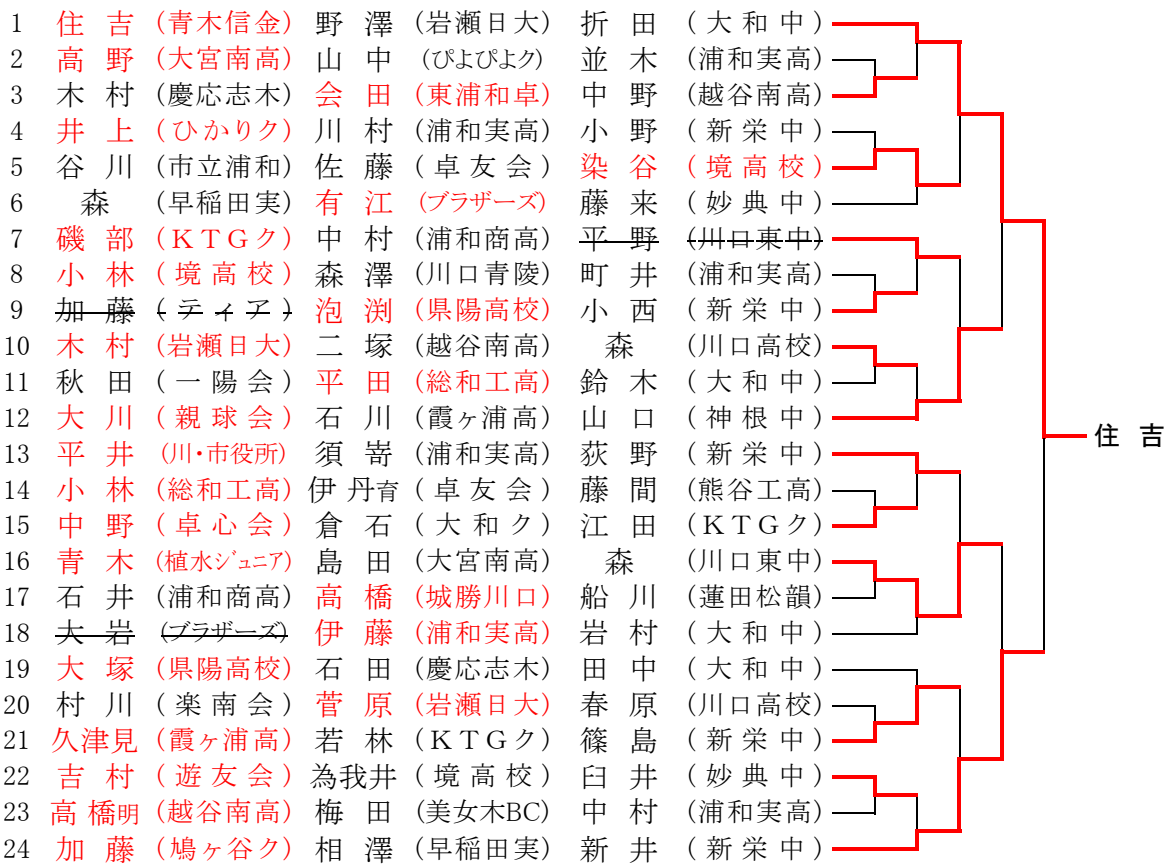 1 住吉 (青木信金) 野澤 (岩瀬日大) 折田 (大和中)
2 高野 (大宮南高) 山中 (ぴよぴよク) 並木 (浦和実高)
3 木村 (慶応志木) 会田 (東浦和卓) 中野 (越谷南高)
4 井上 (ひかりク) 川村 (浦和実高) 小野 (新栄中)
5 谷川 (市立浦和) 佐藤 (卓友会) 染谷 (境高校)
6 森 (早稲田実) 有江 (ブラザーズ) 藤来 (妙典中)
7 磯部 (KTGク) 中村 (浦和商高) 平野 (川口東中)
8 小林 (境高校) 森澤 (川口青陵) 町井 (浦和実高)
9 加藤 (ティア) 泡渕 (県陽高校) 小西 (新栄中)
10 木村 (岩瀬日大) 二塚 (越谷南高) 森 (川口高校)
11 秋田 (一陽会) 平田 (総和工高) 鈴木 (大和中)
12 大川 (親球会) 石川 (霞ヶ浦高) 山口 (神根中)
住吉
13 平井 (川・市役所) 須嵜 (浦和実高) 荻野 (新栄中)
14 小林 (総和工高) 伊丹育 (卓友会) 藤間 (熊谷工高)
15 中野 (卓心会) 倉石 (大和ク) 江田 (KTGク)
16 青木 (植水ジュニア) 島田 (大宮南高) 森 (川口東中)
17 石井 (浦和商高) 高橋 (城勝川口) 船川 (蓮田松韻)
18 大岩 (ブラザーズ) 伊藤 (浦和実高) 岩村 (大和中)
19 大塚 (県陽高校) 石田 (慶応志木) 田中 (大和中)
20 村川 (楽南会) 菅原 (岩瀬日大) 春原 (川口高校)
21 久津見 (霞ヶ浦高) 若林 (KTGク) 篠島 (新栄中)
22 吉村 (遊友会) 為我井 (境高校) 臼井 (妙典中)
23 高橋明 (越谷南高) 梅田 (美女木BC) 中村 (浦和実高)
24 加藤 (鳩ヶ谷ク) 相澤 (早稲田実) 新井 (新栄中)